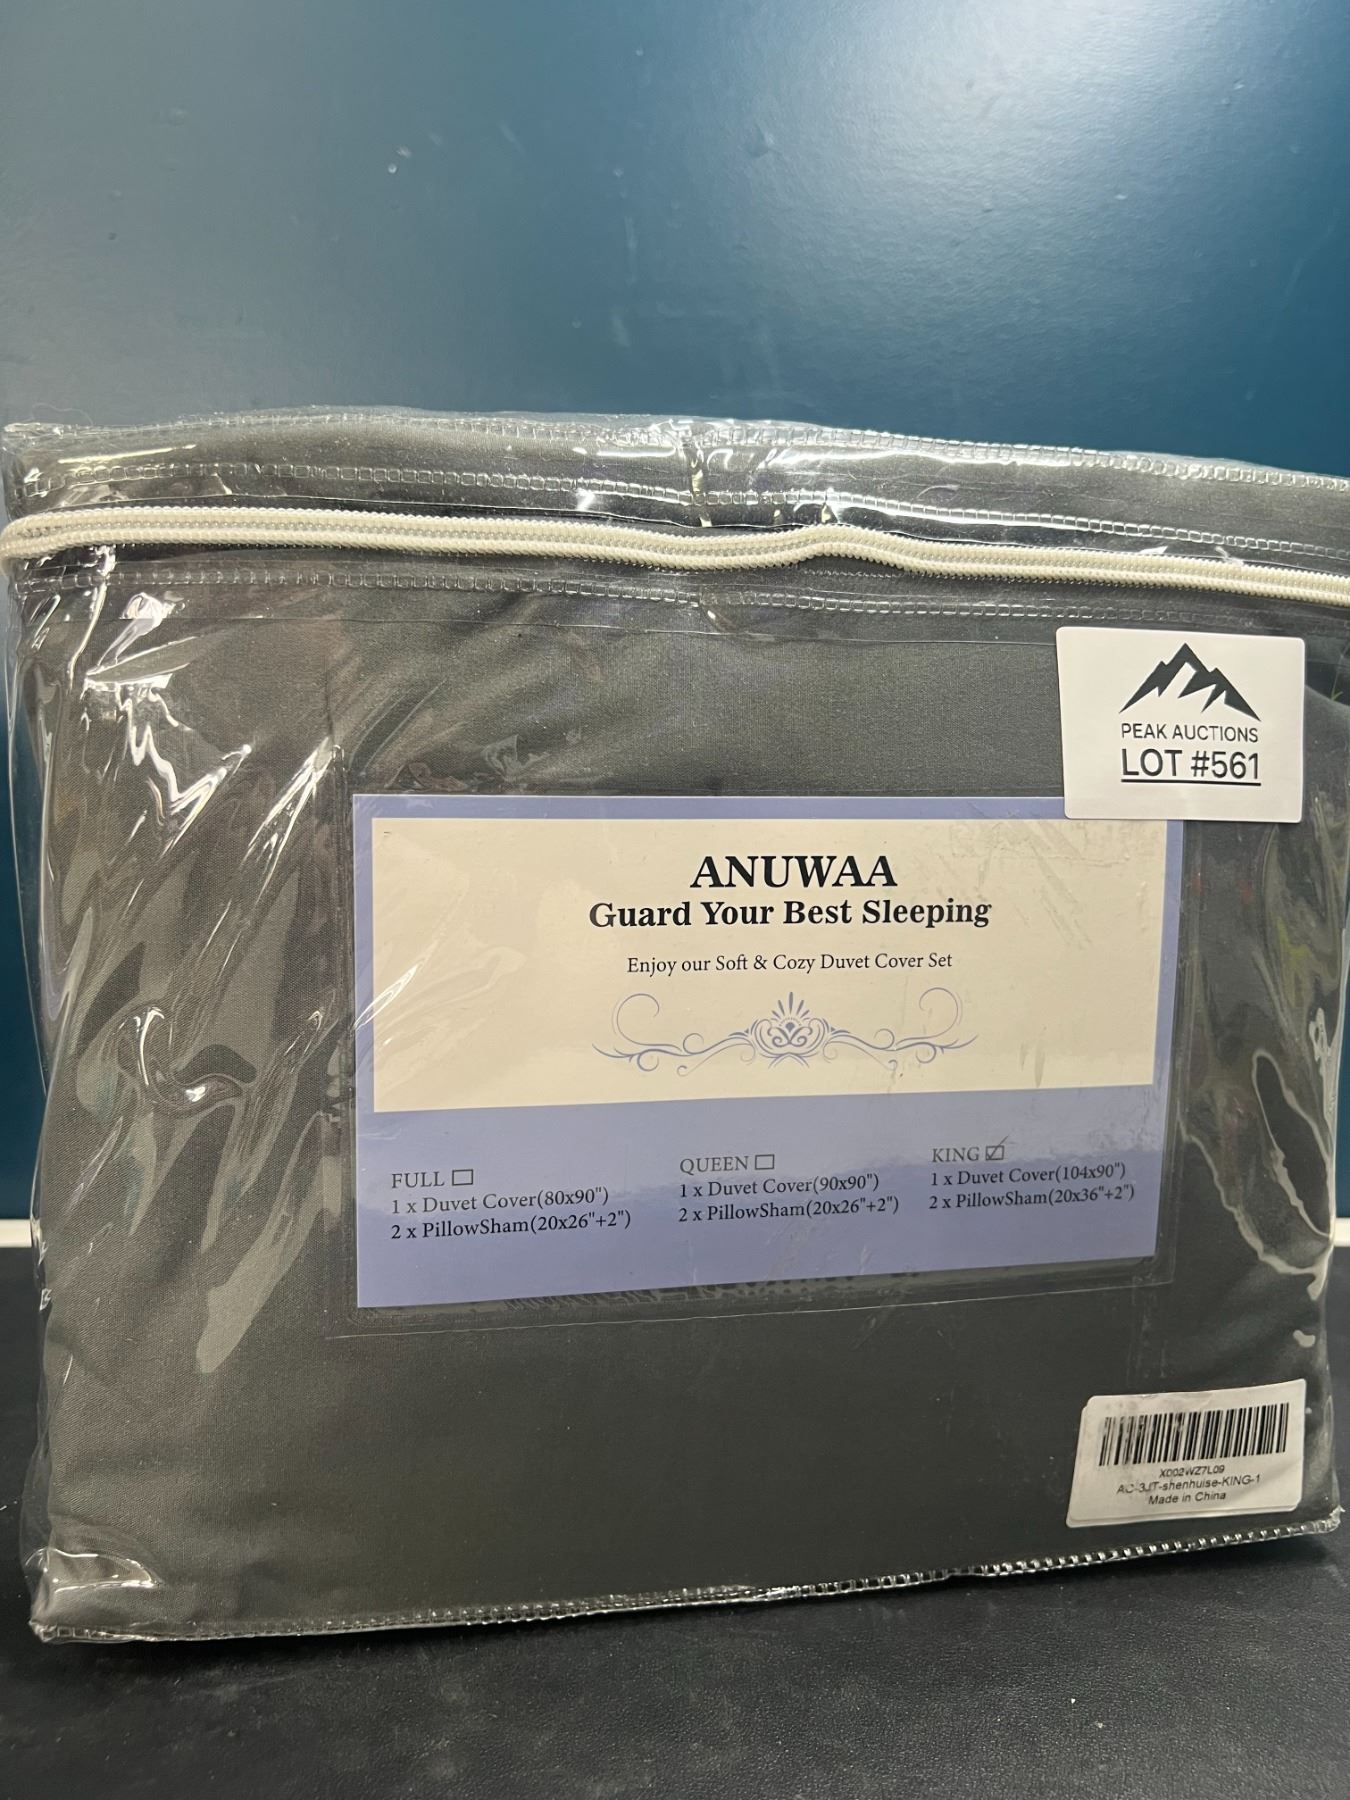 PEAK AUCTIONS
LOT #561
ANUWAA
Guard Your Best Sleeping
Enjoy our Soft & Cozy Duvet Cover Set
FULL
1 x Duvet Cover(80x90")
2 x PillowSham(20x26"+2")
QUEEN
1 x Duvet Cover(90x90")
2 x PillowSham(20x26"+2")
KING
1 x Duvet Cover(104x90")
2 x PillowSham(20x36"+2")
X002WZ7L09
AC-3JT-shenhuise-KING-1
Made in China